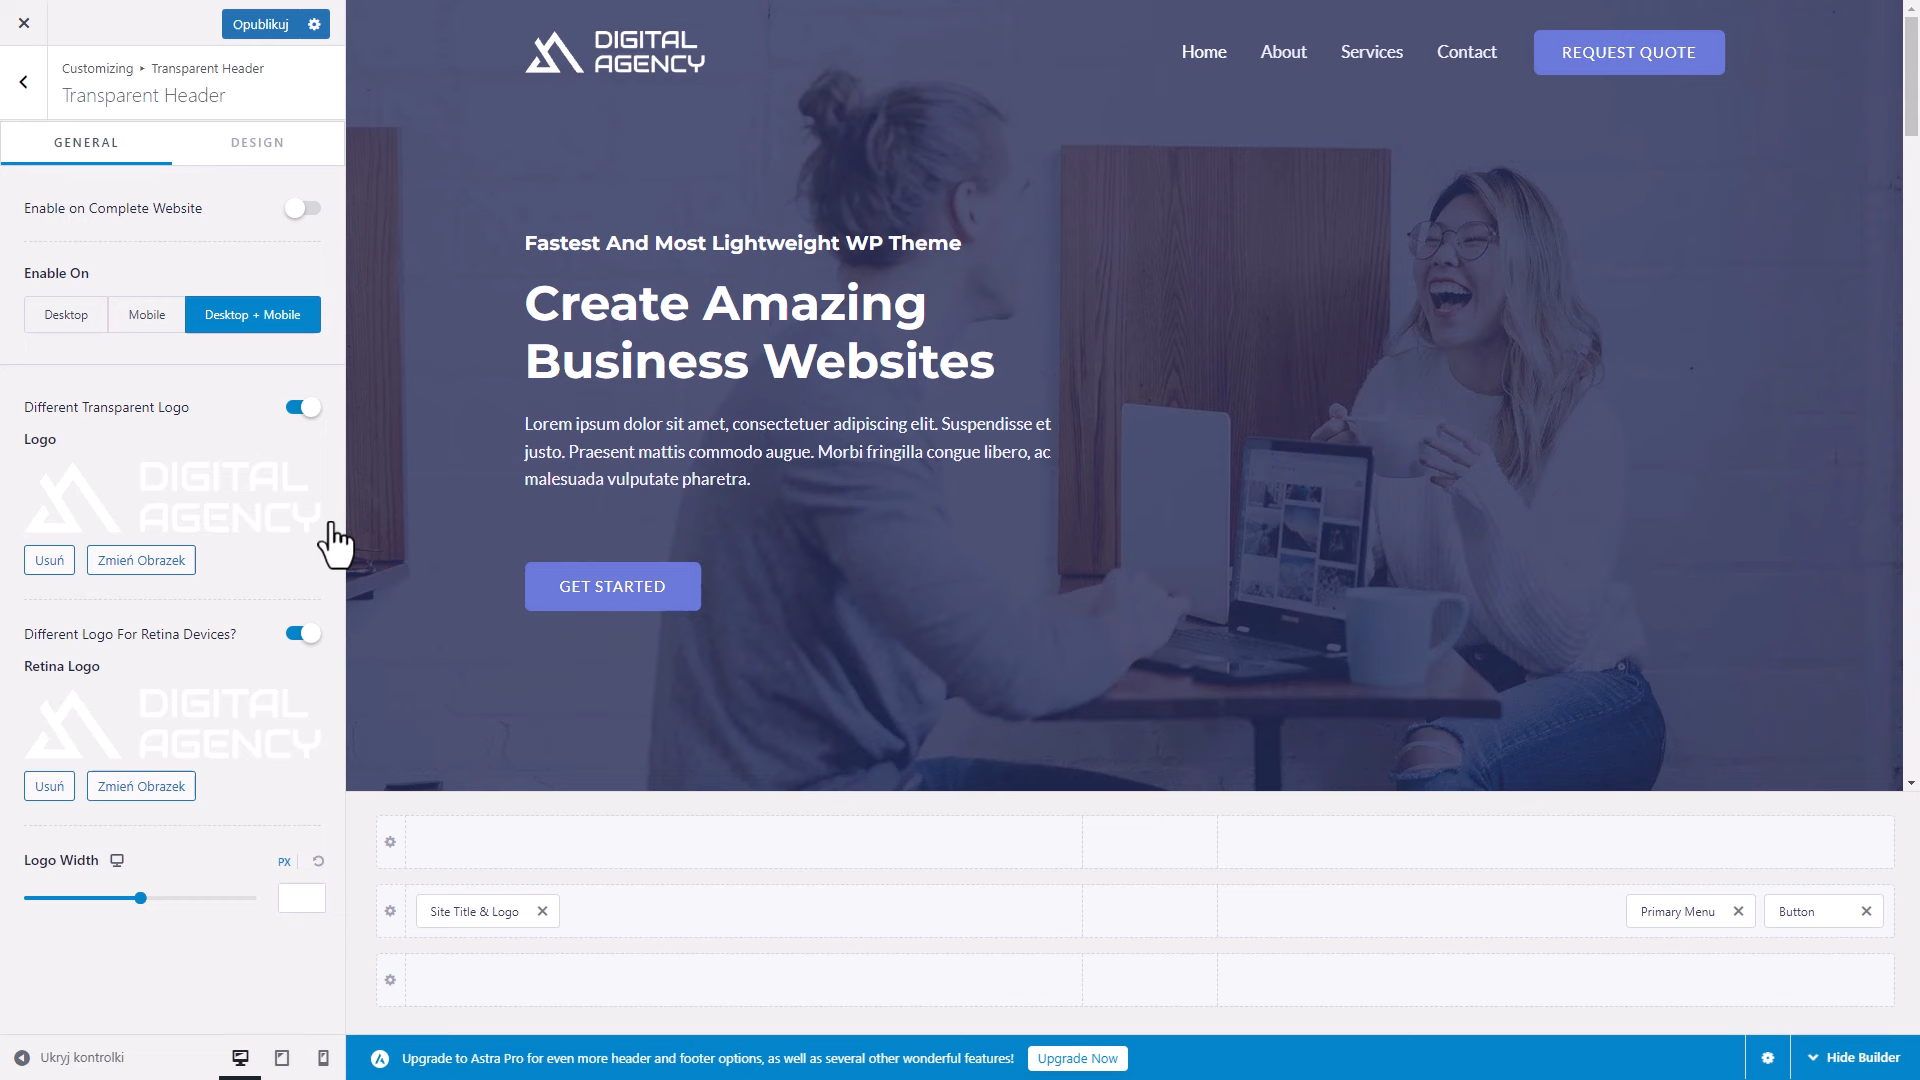 Opublikuj
Customizing ▸ Transparent Header
Transparent Header
GENERAL
DESIGN
Enable on Complete Website
Enable On
Desktop
Mobile
Desktop + Mobile
Different Transparent Logo
Logo
DIGITAL
AGENCY
Usuń
Zmień Obrazek
Different Logo For Retina Devices?
Retina Logo
DIGITAL
AGENCY
Usuń
Zmień Obrazek
Logo Width
PX
Ukryj kontrolki
DIGITAL
AGENCY
Home
About
Services
Contact
REQUEST QUOTE
Fastest And Most Lightweight WP Theme
Create Amazing
Business Websites
Lorem ipsum dolor sit amet, consectetuer adipiscing elit. Suspendisse et
justo. Praesent mattis commodo augue. Morbi fringilla congue libero, ac
malesuada vulputate pharetra.
GET STARTED
Site Title & Logo
Primary Menu
Button
Upgrade to Astra Pro for even more header and footer options, as well as several other wonderful features!
Upgrade Now
Hide Builder